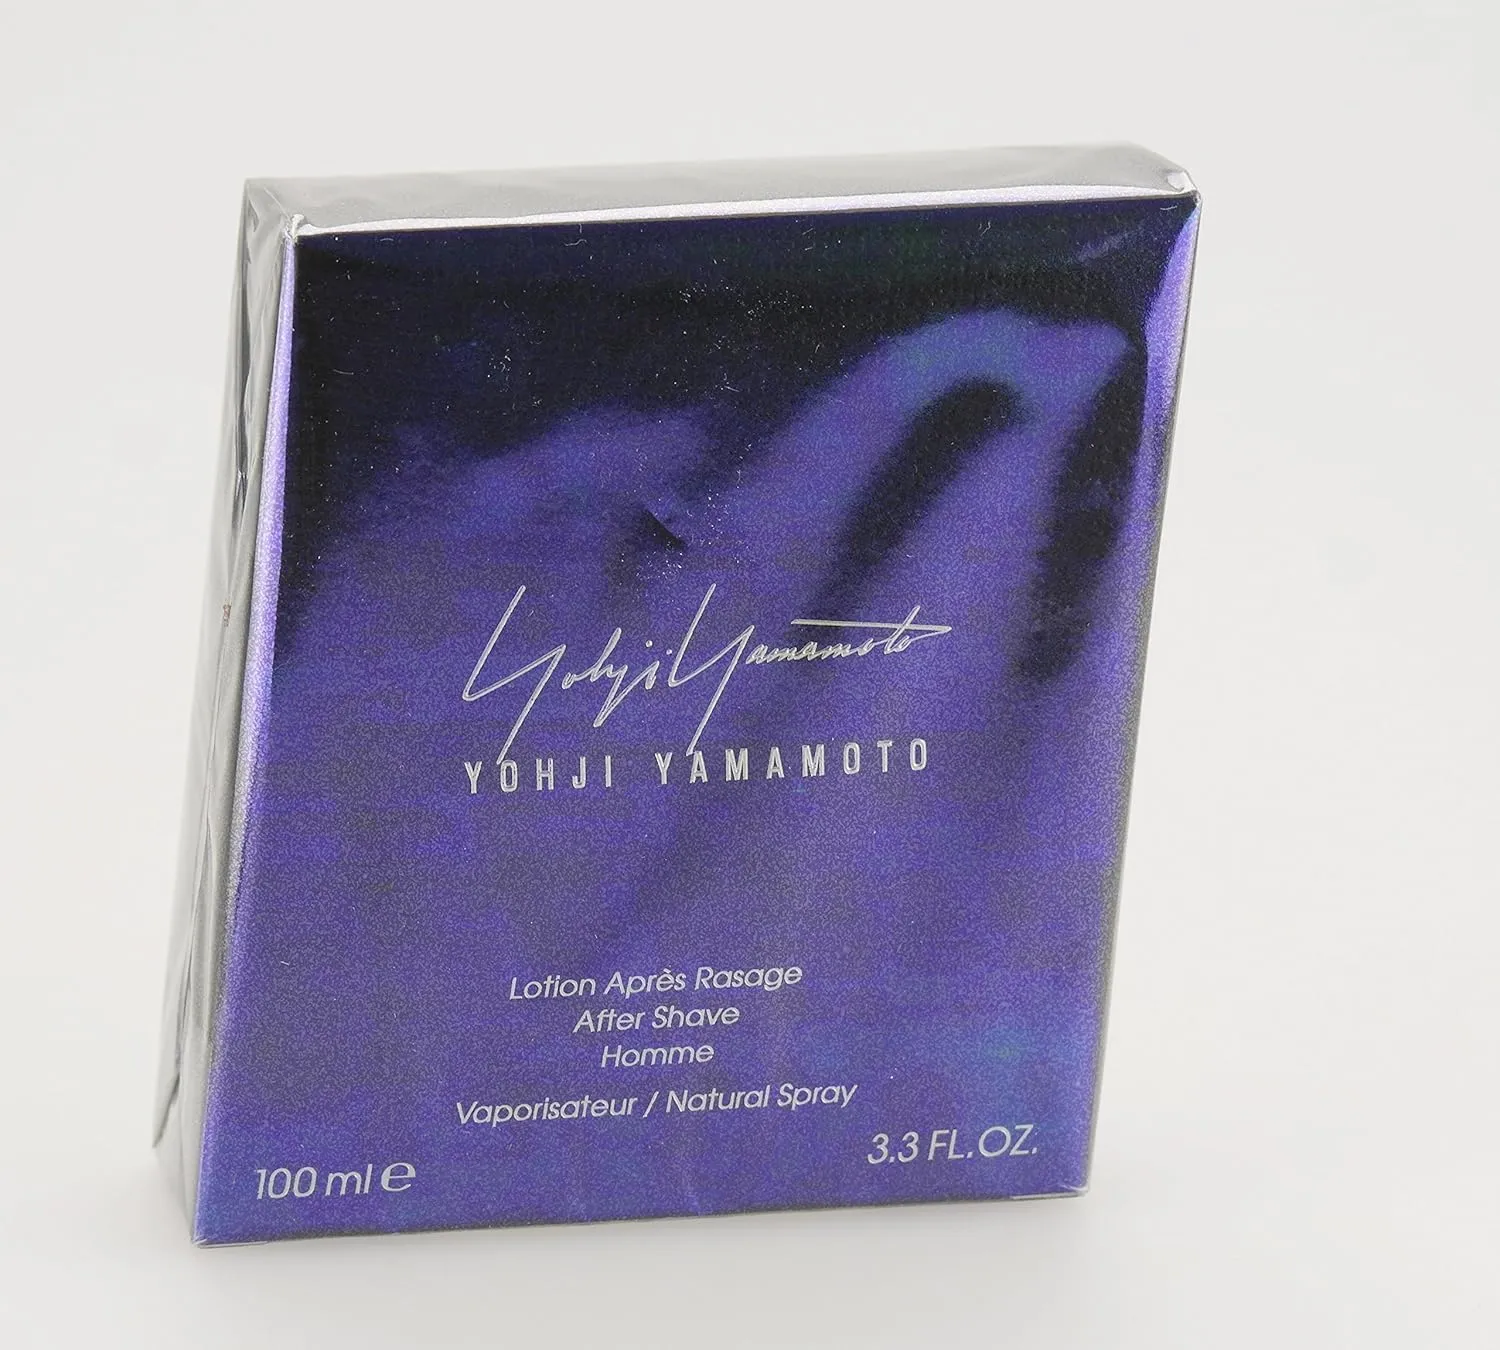 Yohji Yamamoto
YOHJI YAMAMOTO
Lotion Après Rasage
After Shave
Homme
Vaporisateur / Natural Spray
3.3 FL.OZ.
100 ml e